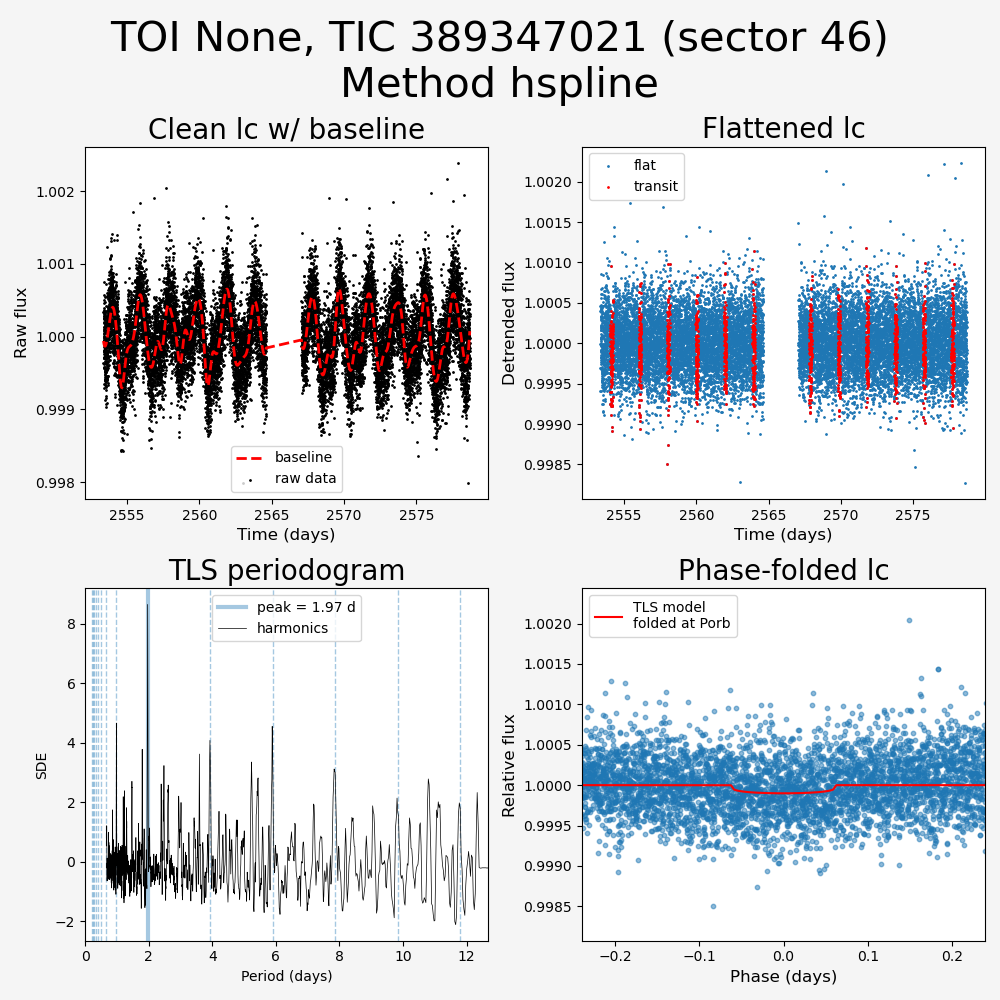 TOI None, TIC 389347021 (sector 46)
Method hspline
Clean lc w/ baseline
Raw flux
1.002
1.001
1.000
0.999
0.998
baseline
raw data
2555
2560
2565
2570
2575
Time (days)
Flattened lc
Detrended flux
1.0020
1.0015
1.0010
1.0005
1.0000
0.9995
0.9990
0.9985
flat
transit
2555
2560
2565
2570
2575
Time (days)
TLS periodogram
SDE
8
6
4
2
0
−2
peak = 1.97 d
harmonics
0
2
4
6
8
10
12
Period (days)
Phase-folded lc
Relative flux
1.0020
1.0015
1.0010
1.0005
1.0000
0.9995
0.9990
0.9985
TLS model
folded at Porb
−0.2
−0.1
0.0
0.1
0.2
Phase (days)